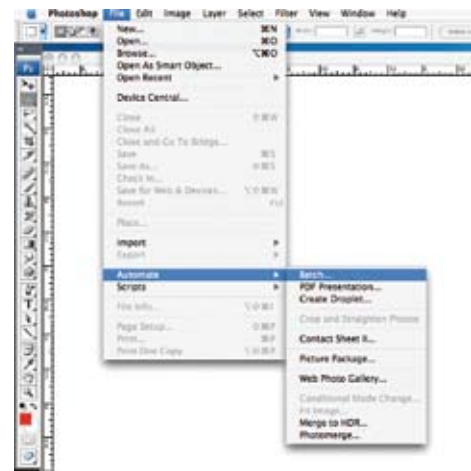 Photoshop File Edit Image Layer Select Filter View Window Help
New... ⌘N
Open... ⌘O
Browse... ⌥⌘O
Open As Smart Object...
Open Recent
Device Central...
Close ⌘W
Close All
Close and Go To Bridge...
Save ⌘S
Save As... ⇧⌘S
Check In...
Save for Web & Devices...
Revert
Place...
Import
Export
Automate
Scripts
File Info...
Page Setup... ⇧⌘P
Print... ⌘P
Print One Copy
Batch...
PDF Presentation...
Create Droplet...
Crop and Straighten Photos
Contact Sheet II...
Picture Package...
Web Photo Gallery...
Conditional Mode Change...
Fit Image...
Merge to HDR...
Photomerge...
Ps